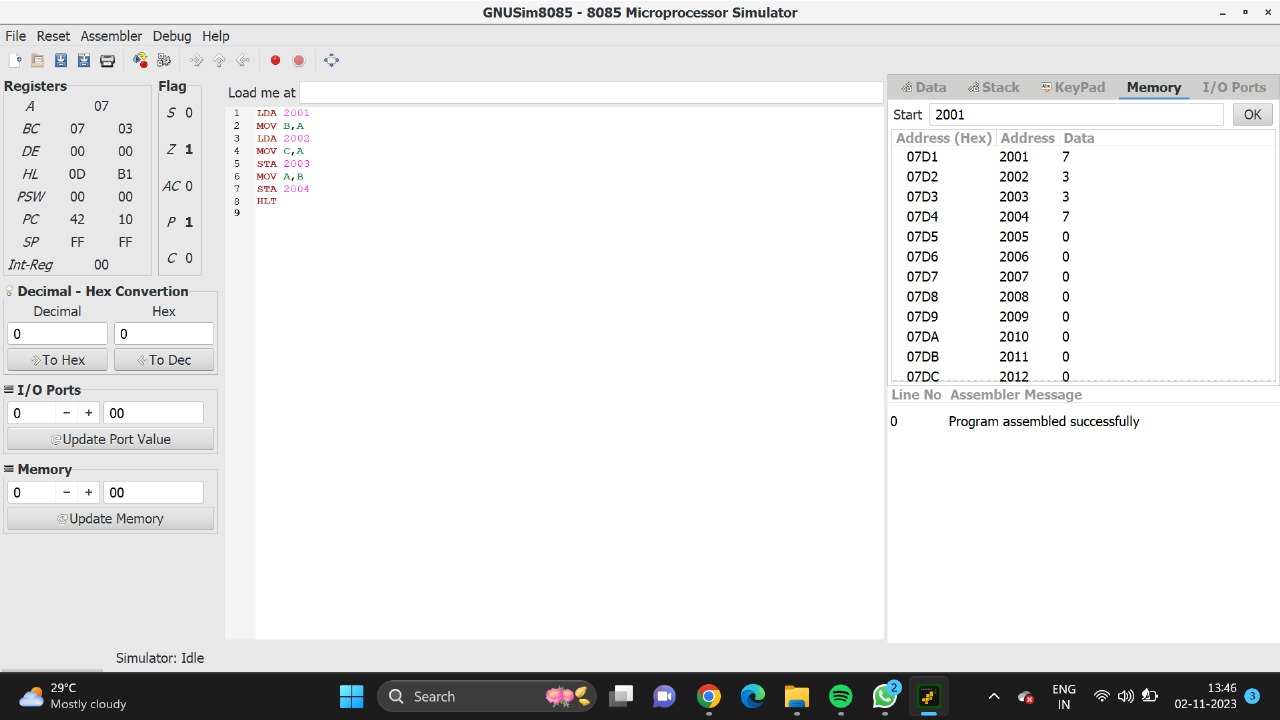 GNUSim8085 - 8085 Microprocessor Simulator
File Reset Assembler Debug Help
Registers
A 07
BC 07 03
DE 00 00
HL 0D B1
PSW 00 00
PC 42 10
SP FF FF
Int-Reg 00
Flag
S 0
Z 1
AC 0
P 1
C 0
Decimal - Hex Convertion
Decimal Hex
0 0
To Hex To Dec
I/O Ports
0 − + 00
Update Port Value
Memory
0 − + 00
Update Memory
Load me at
1 LDA 2001
2 MOV B,A
3 LDA 2002
4 MOV C,A
5 STA 2003
6 MOV A,B
7 STA 2004
8 HLT
9
Data Stack KeyPad Memory I/O Ports
Start 2001 OK
Address (Hex) Address Data
07D1 2001 7
07D2 2002 3
07D3 2003 3
07D4 2004 7
07D5 2005 0
07D6 2006 0
07D7 2007 0
07D8 2008 0
07D9 2009 0
07DA 2010 0
07DB 2011 0
07DC 2012 0
Line No Assembler Message
0 Program assembled successfully
Simulator: Idle
29°C
Mostly cloudy
Search
2
ENG
IN
13:46
02-11-2023
3